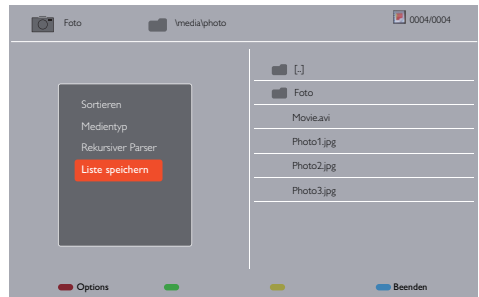 Foto \media\photo 0004/0004
[..]
Foto
Movie.avi
Photo1.jpg
Photo2.jpg
Photo3.jpg
Sortieren
Medientyp
Rekursiver Parser
Liste speichern
Options Beenden